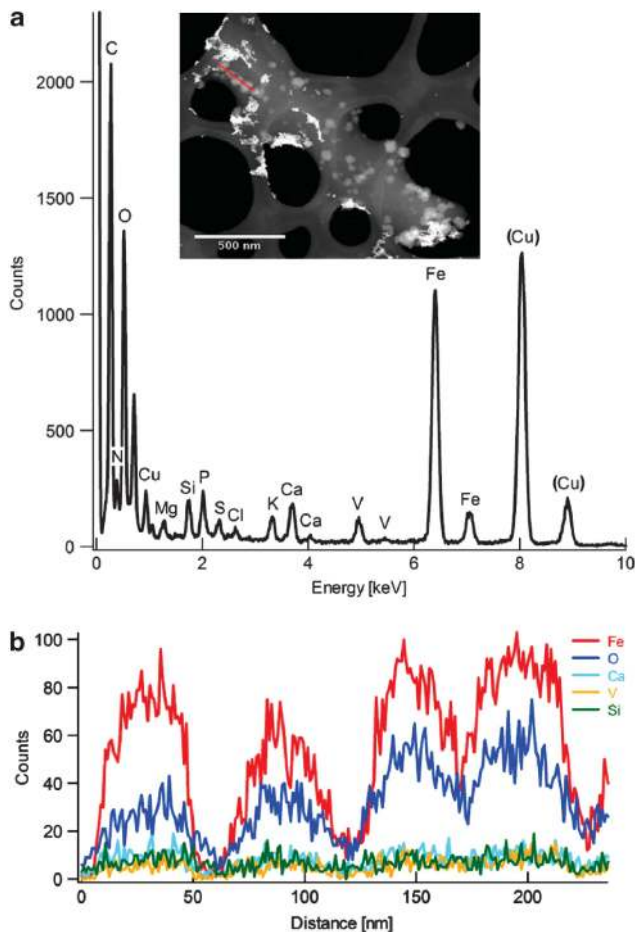 a
C
O
N
Cu
Mg
Si
P
S
Cl
K
Ca
Ca
V
V
Fe
Fe
(Cu)
(Cu)
500 nm
2000
1500
1000
500
0
Counts
0 2 4 6 8 10
Energy [keV]
b
Fe
O
Ca
V
Si
100
80
60
40
20
0
Counts
0 50 100 150 200
Distance [nm]